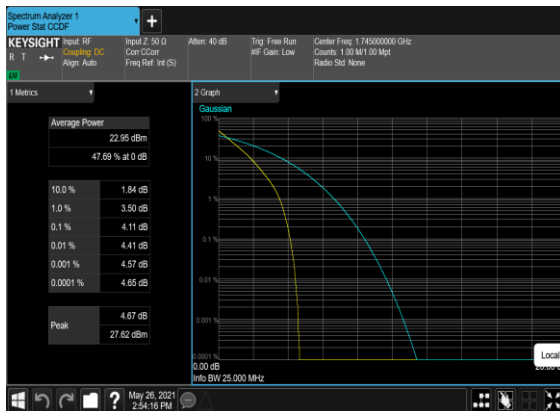 Spectrum Analyzer 1
Power Stat CCDF
KEYSIGHT
R T
Input: RF
Coupling: DC
Align: Auto
Input Z: 50 Ω
Corr CCorr
Freq Ref: Int (S)
Atten: 40 dB
Trig: Free Run
#IF Gain: Low
Center Freq: 1.745000000 GHz
Counts: 1.00 M/1.00 Mpt
Radio Std: None
1 Metrics
Average Power
22.95 dBm
47.69 % at 0 dB
10.0 % 1.84 dB
1.0 % 3.50 dB
0.1 % 4.11 dB
0.01 % 4.41 dB
0.001 % 4.57 dB
0.0001 % 4.65 dB
Peak 4.67 dB
27.62 dBm
2 Graph
Gaussian
100 %
10 %
1 %
0.1 %
0.01 %
0.001 %
0.0001 %
0.00 dB
Info BW 25.000 MHz
Local
May 26, 2021
2:54:16 PM